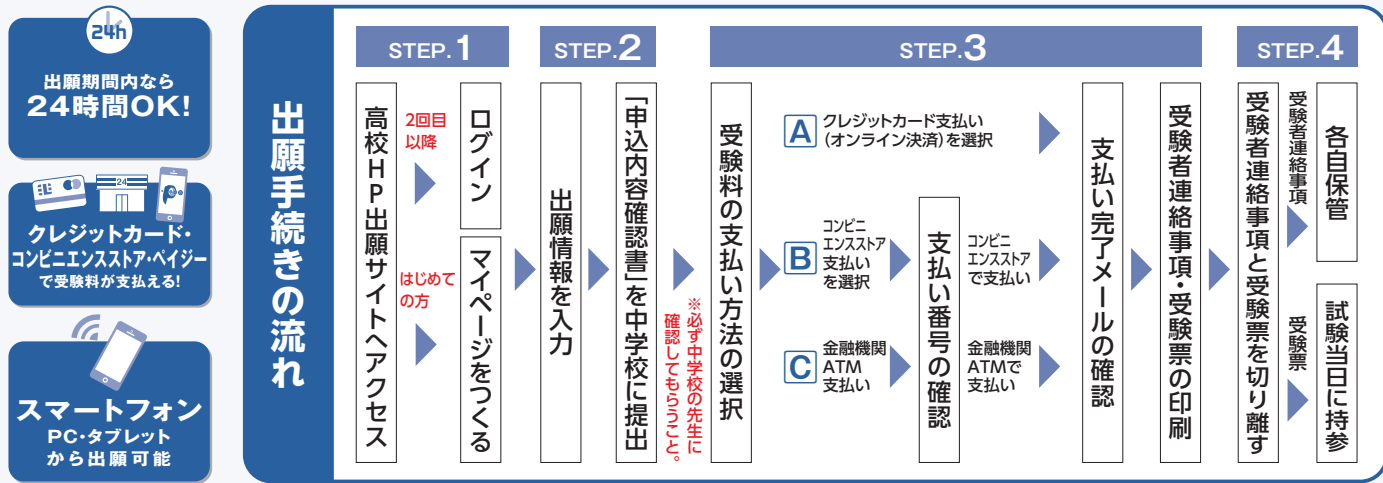 24h
出願期間内なら
24時間OK!
24
クレジットカード・
コンビニエンスストア・ペイジー
で受験料が支払える!
スマートフォン
PC・タブレット
から出願可能
出願手続きの流れ
STEP.1
高校HP出願サイトへアクセス
2回目
以降
ログイン
はじめて
の方
マイページをつくる
STEP.2
出願情報を入力
「申込内容確認書」を中学校に提出
※必ず中学校の先生に
確認してもらうこと。
STEP.3
受験料の支払い方法の選択
A
クレジットカード支払い
(オンライン決済)を選択
B
コンビニ
エンスストア
支払い
を選択
C
金融機関
ATM
支払い
支払い番号の確認
コンビニ
エンスストア
で支払い
金融機関
ATMで
支払い
支払い完了メールの確認
受験者連絡事項・受験票の印刷
STEP.4
受験者連絡事項と受験票を切り離す
受験者連絡事項
各自保管
受験票
試験当日に持参